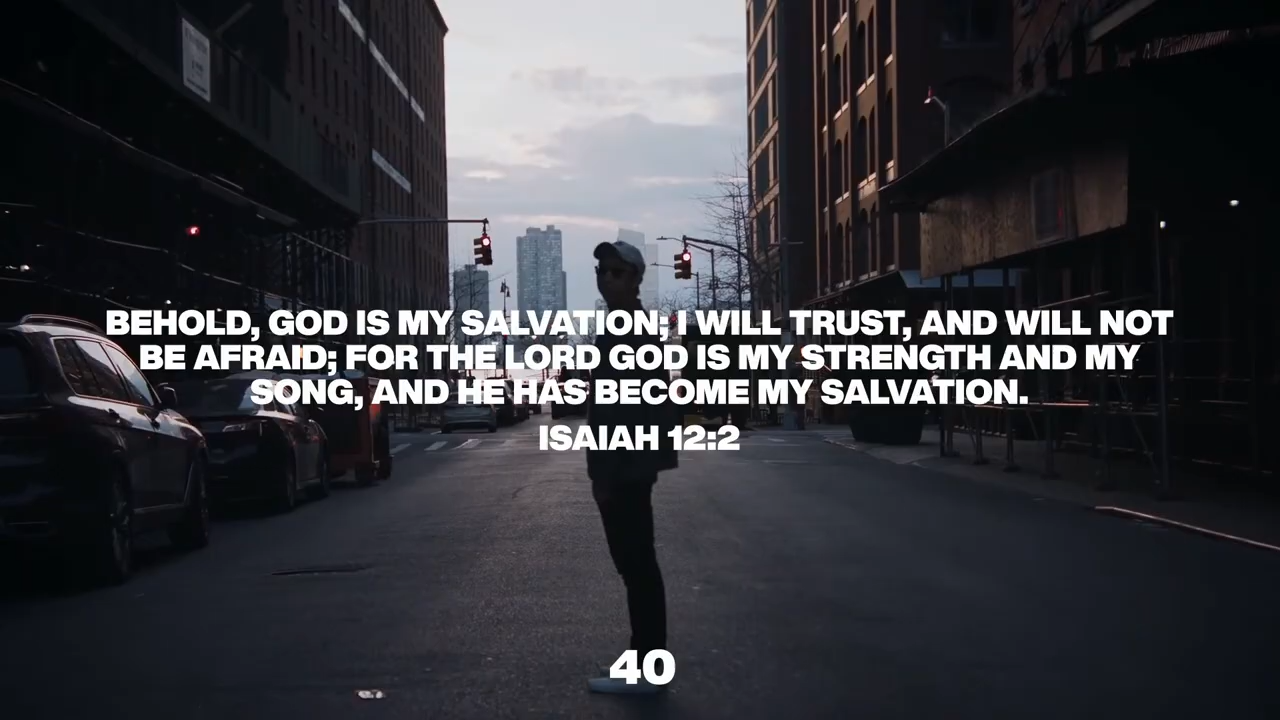 BEHOLD, GOD IS MY SALVATION; I WILL TRUST, AND WILL NOT
BE AFRAID; FOR THE LORD GOD IS MY STRENGTH AND MY
SONG, AND HE HAS BECOME MY SALVATION.
ISAIAH 12:2
40